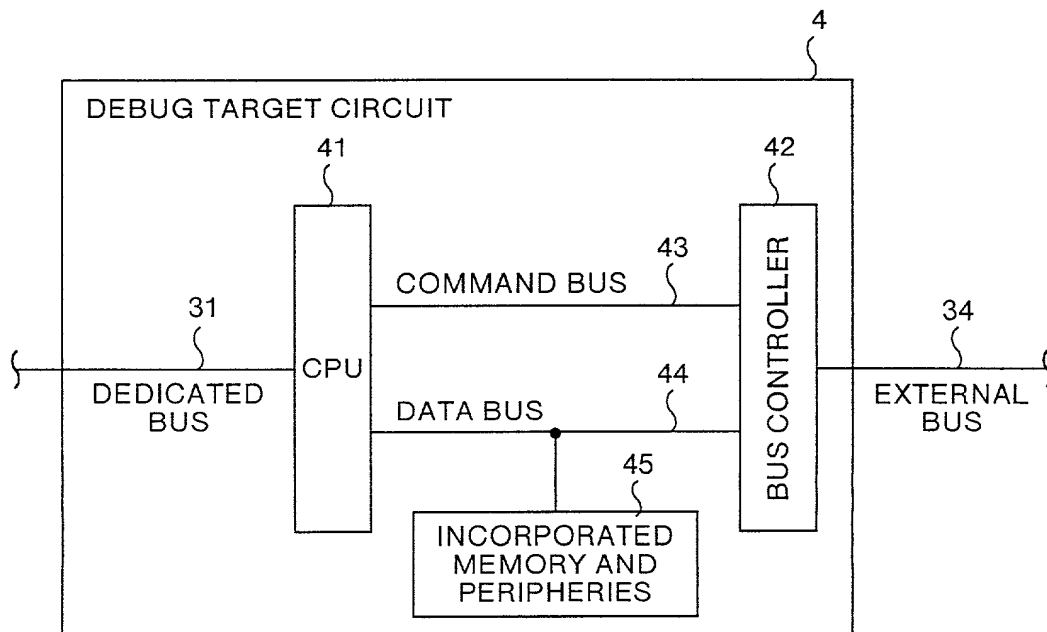 4
DEBUG TARGET CIRCUIT
41
42
43
COMMAND BUS
31
34
CPU
BUS CONTROLLER
DEDICATED
BUS
EXTERNAL
BUS
44
DATA BUS
45
INCORPORATED
MEMORY AND
PERIPHERIES